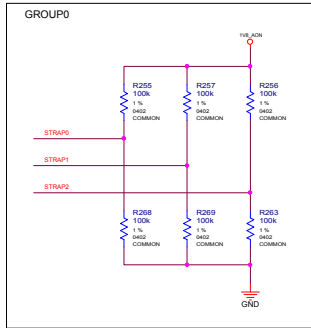 GROUP0
1V8_AON
R255
100k
1 %
0402
COMMON
R257
100k
1 %
0402
COMMON
R256
100k
1 %
0402
COMMON
STRAP0
STRAP1
STRAP2
R268
100k
1 %
0402
COMMON
R269
100k
1 %
0402
COMMON
R263
100k
1 %
0402
COMMON
GND